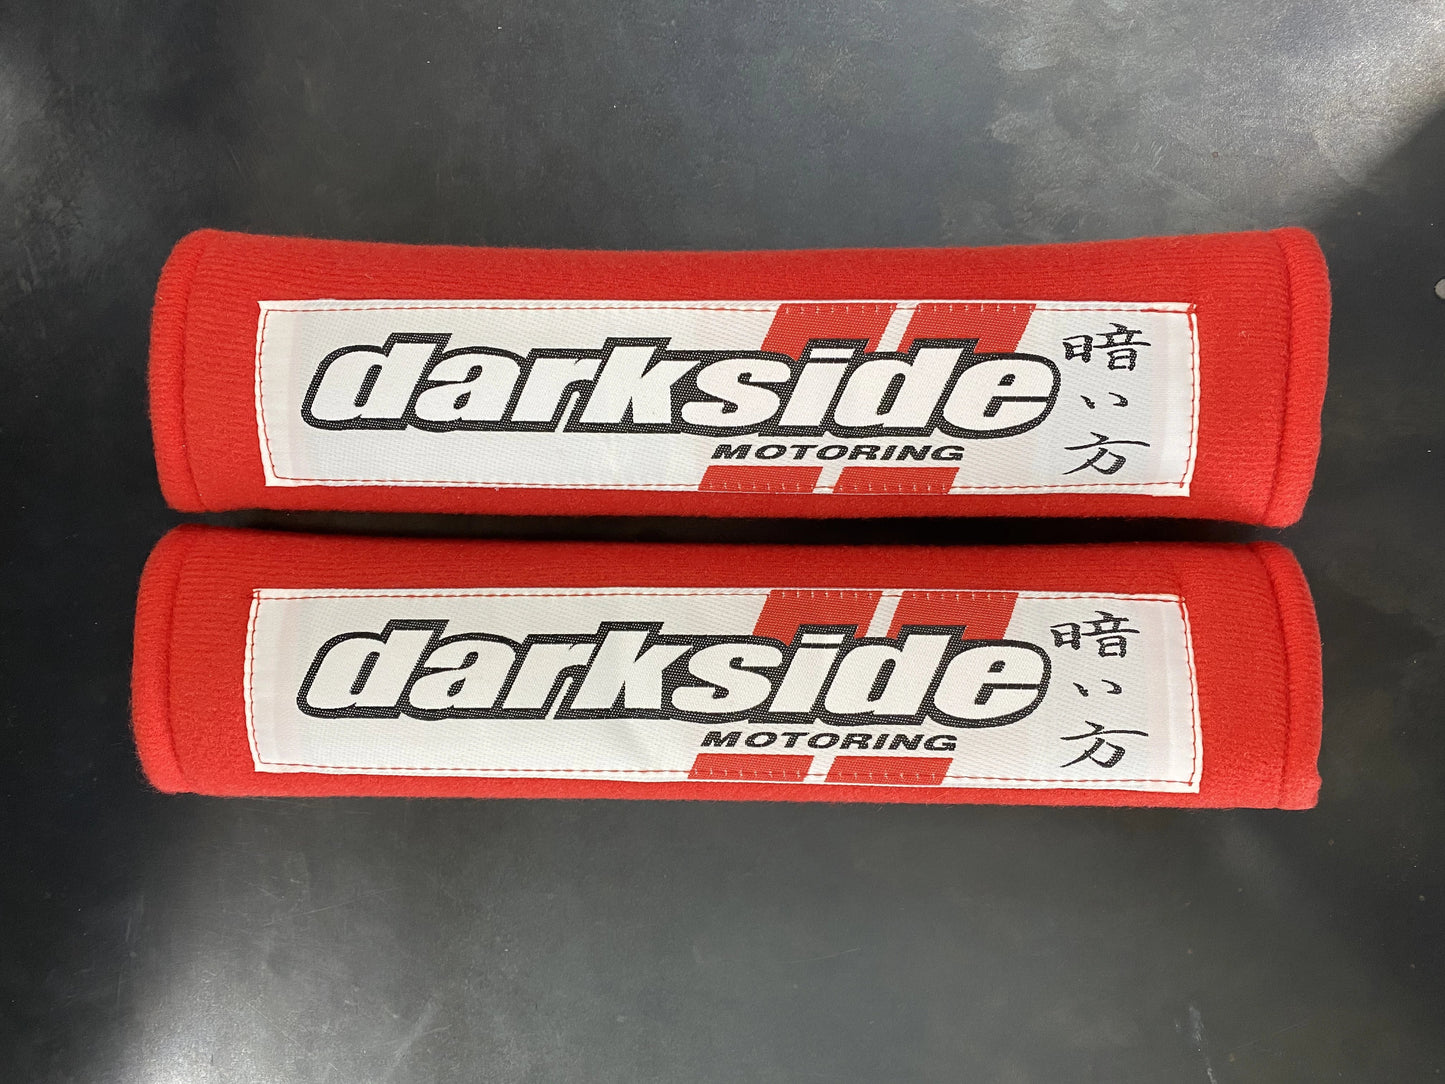 darkside
MOTORING
暗い方
darkside
MOTORING
暗い方